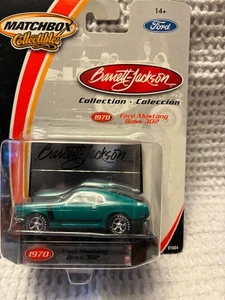 MATCHBOX
Collectibles
14+
Ford
Barrett-Jackson
Collection • Colección
1970
Ford Mustang
Boss 302
Barrett-Jackson
1970
Ford Mustang
Boss 302